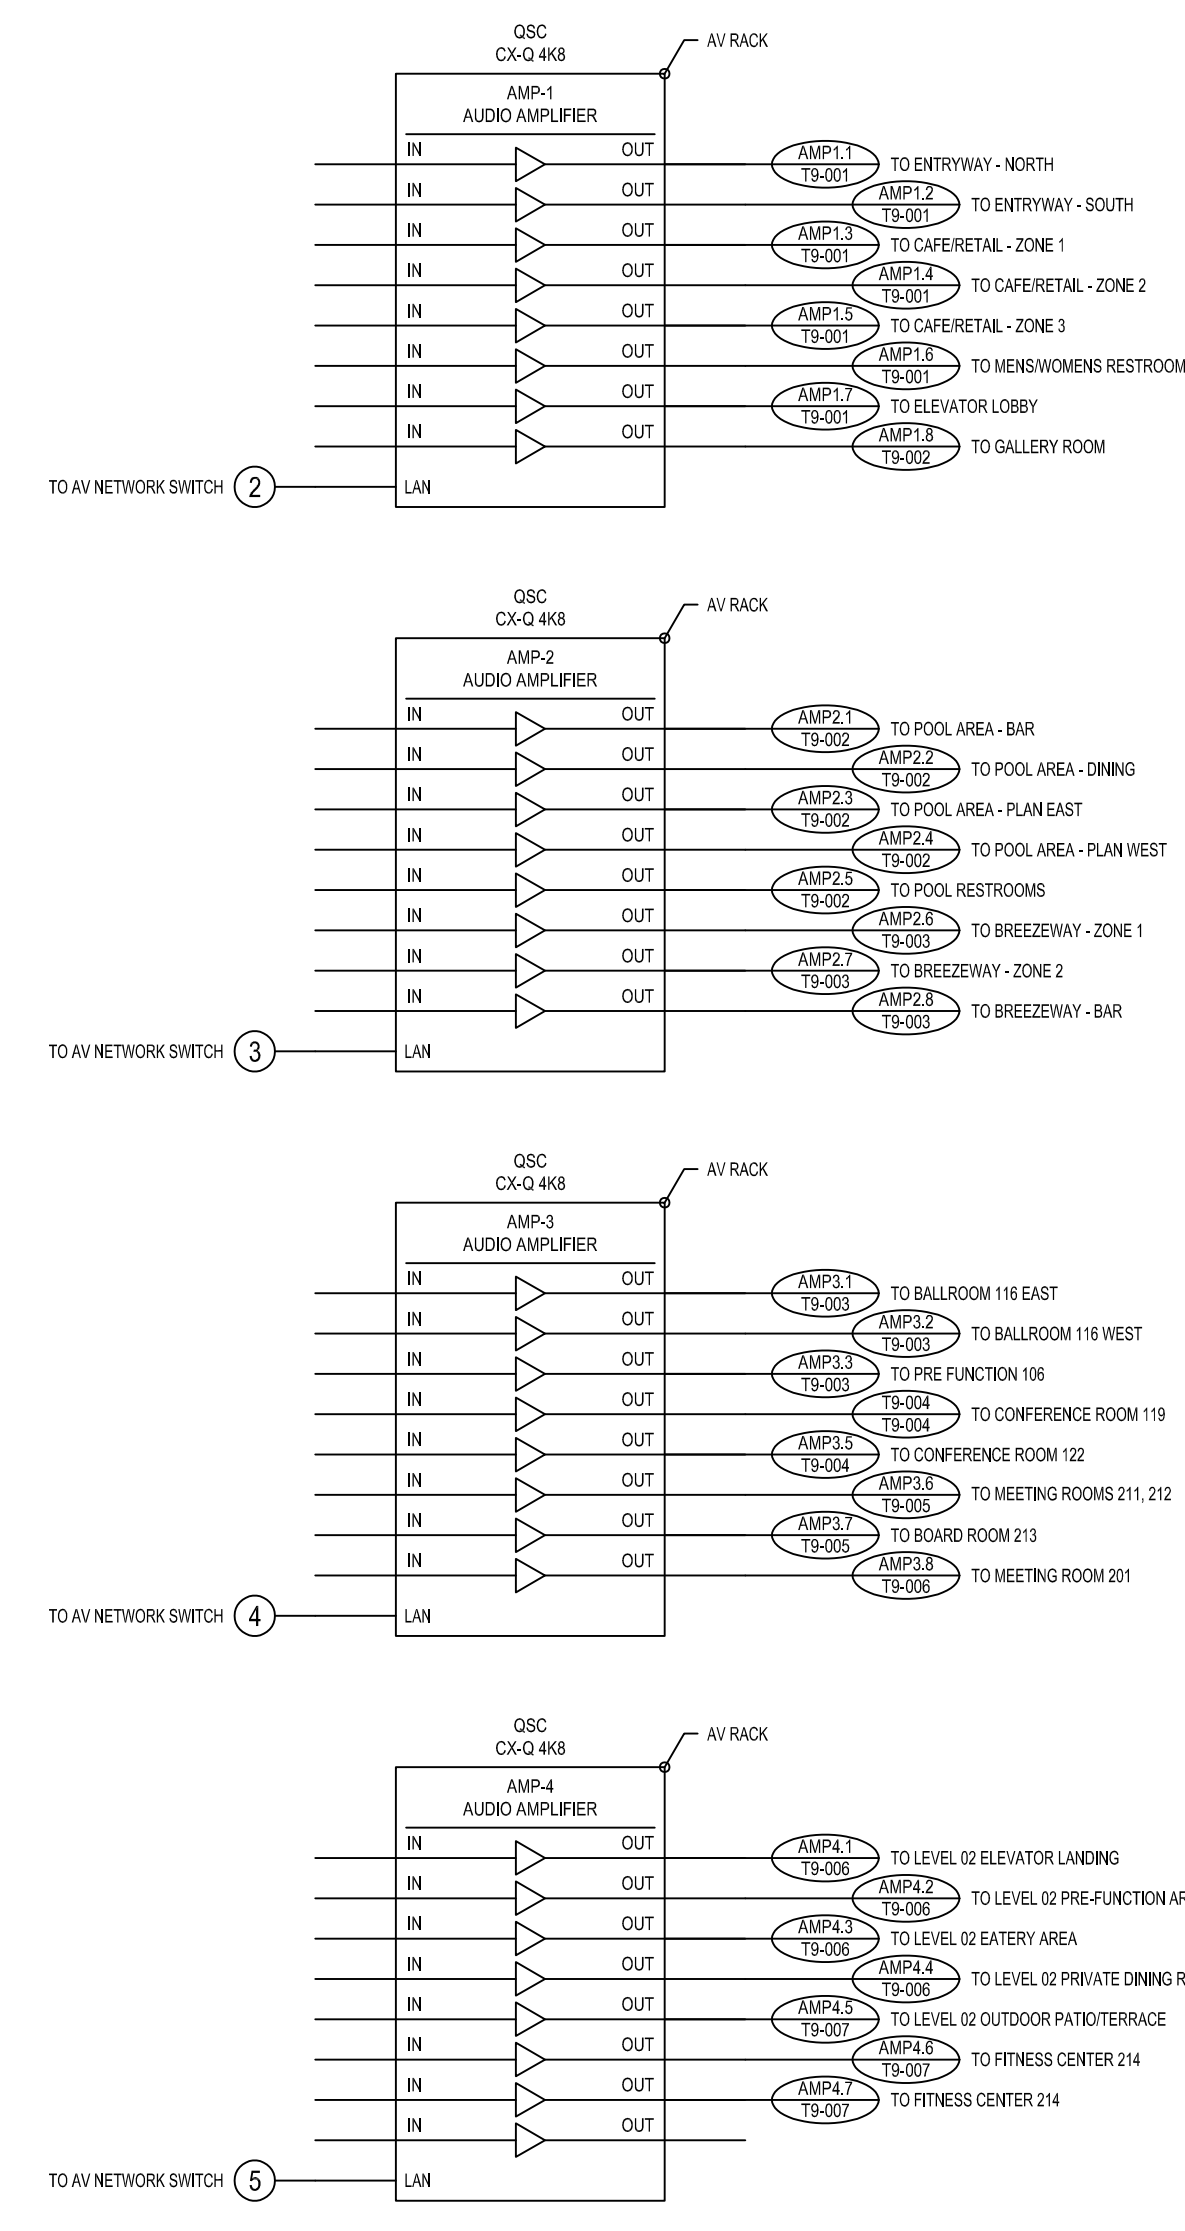 QSC
CX-Q 4K8
AV RACK
AMP-1
AUDIO AMPLIFIER
IN OUT AMP1.1 T9-001 TO ENTRYWAY - NORTH
IN OUT AMP1.2 T9-001 TO ENTRYWAY - SOUTH
IN OUT AMP1.3 T9-001 TO CAFE/RETAIL - ZONE 1
IN OUT AMP1.4 T9-001 TO CAFE/RETAIL - ZONE 2
IN OUT AMP1.5 T9-001 TO CAFE/RETAIL - ZONE 3
IN OUT AMP1.6 T9-001 TO MENS/WOMENS RESTROOM
IN OUT AMP1.7 T9-001 TO ELEVATOR LOBBY
IN OUT AMP1.8 T9-002 TO GALLERY ROOM
TO AV NETWORK SWITCH 2 LAN
QSC
CX-Q 4K8
AV RACK
AMP-2
AUDIO AMPLIFIER
IN OUT AMP2.1 T9-002 TO POOL AREA - BAR
IN OUT AMP2.2 T9-002 TO POOL AREA - DINING
IN OUT AMP2.3 T9-002 TO POOL AREA - PLAN EAST
IN OUT AMP2.4 T9-002 TO POOL AREA - PLAN WEST
IN OUT AMP2.5 T9-002 TO POOL RESTROOMS
IN OUT AMP2.6 T9-003 TO BREEZEWAY - ZONE 1
IN OUT AMP2.7 T9-003 TO BREEZEWAY - ZONE 2
IN OUT AMP2.8 T9-003 TO BREEZEWAY - BAR
TO AV NETWORK SWITCH 3 LAN
QSC
CX-Q 4K8
AV RACK
AMP-3
AUDIO AMPLIFIER
IN OUT AMP3.1 T9-003 TO BALLROOM 116 EAST
IN OUT AMP3.2 T9-003 TO BALLROOM 116 WEST
IN OUT AMP3.3 T9-003 TO PRE FUNCTION 106
IN OUT T9-004 T9-004 TO CONFERENCE ROOM 119
IN OUT AMP3.5 T9-004 TO CONFERENCE ROOM 122
IN OUT AMP3.6 T9-005 TO MEETING ROOMS 211, 212
IN OUT AMP3.7 T9-005 TO BOARD ROOM 213
IN OUT AMP3.8 T9-006 TO MEETING ROOM 201
TO AV NETWORK SWITCH 4 LAN
QSC
CX-Q 4K8
AV RACK
AMP-4
AUDIO AMPLIFIER
IN OUT AMP4.1 T9-006 TO LEVEL 02 ELEVATOR LANDING
IN OUT AMP4.2 T9-006 TO LEVEL 02 PRE-FUNCTION
IN OUT AMP4.3 T9-006 TO LEVEL 02 EATERY AREA
IN OUT AMP4.4 T9-006 TO LEVEL 02 PRIVATE DINING
IN OUT AMP4.5 T9-007 TO LEVEL 02 OUTDOOR PATIO/TERRACE
IN OUT AMP4.6 T9-007 TO FITNESS CENTER 214
IN OUT AMP4.7 T9-007 TO FITNESS CENTER 214
IN OUT
TO AV NETWORK SWITCH 5 LAN